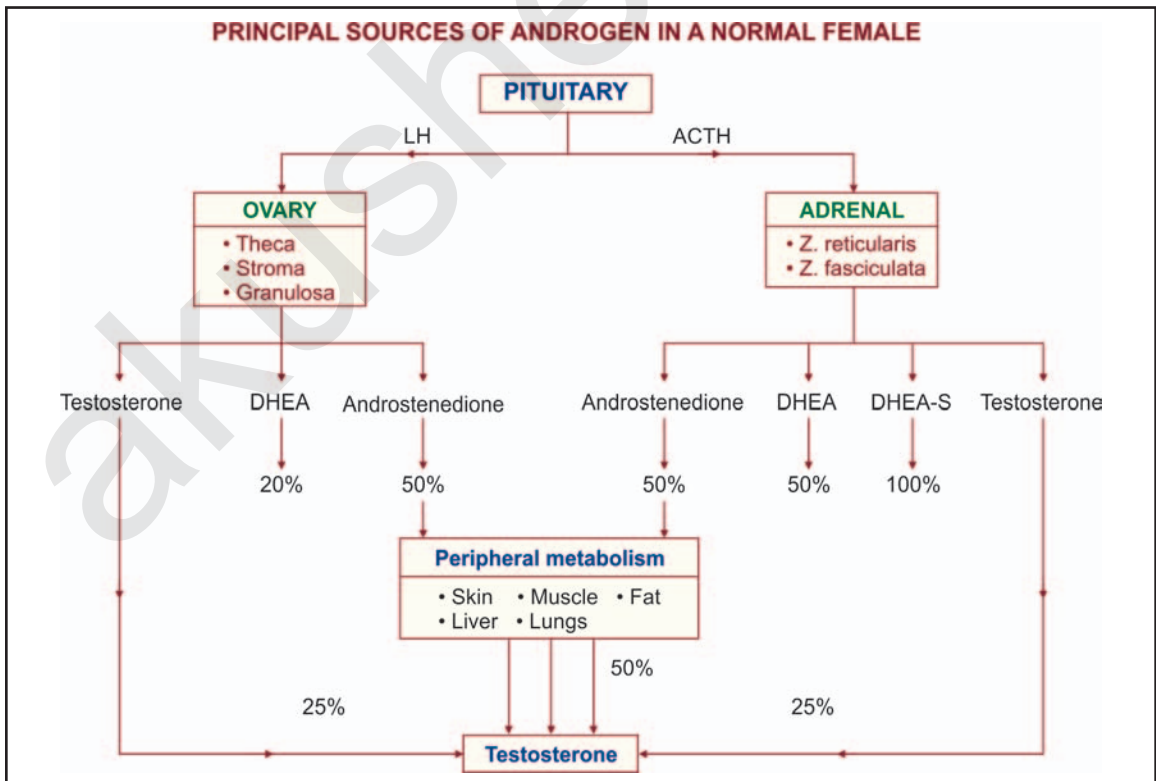 PRINCIPAL SOURCES OF ANDROGEN IN A NORMAL FEMALE
PITUITARY
LH ACTH
OVARY
• Theca
• Stroma
• Granulosa
ADRENAL
• Z. reticularis
• Z. fasciculata
Testosterone DHEA Androstenedione Androstenedione DHEA DHEA-S Testosterone
20% 50% 50% 50% 100%
Peripheral metabolism
• Skin • Muscle • Fat
• Liver • Lungs
50%
25% 25%
Testosterone
akushe